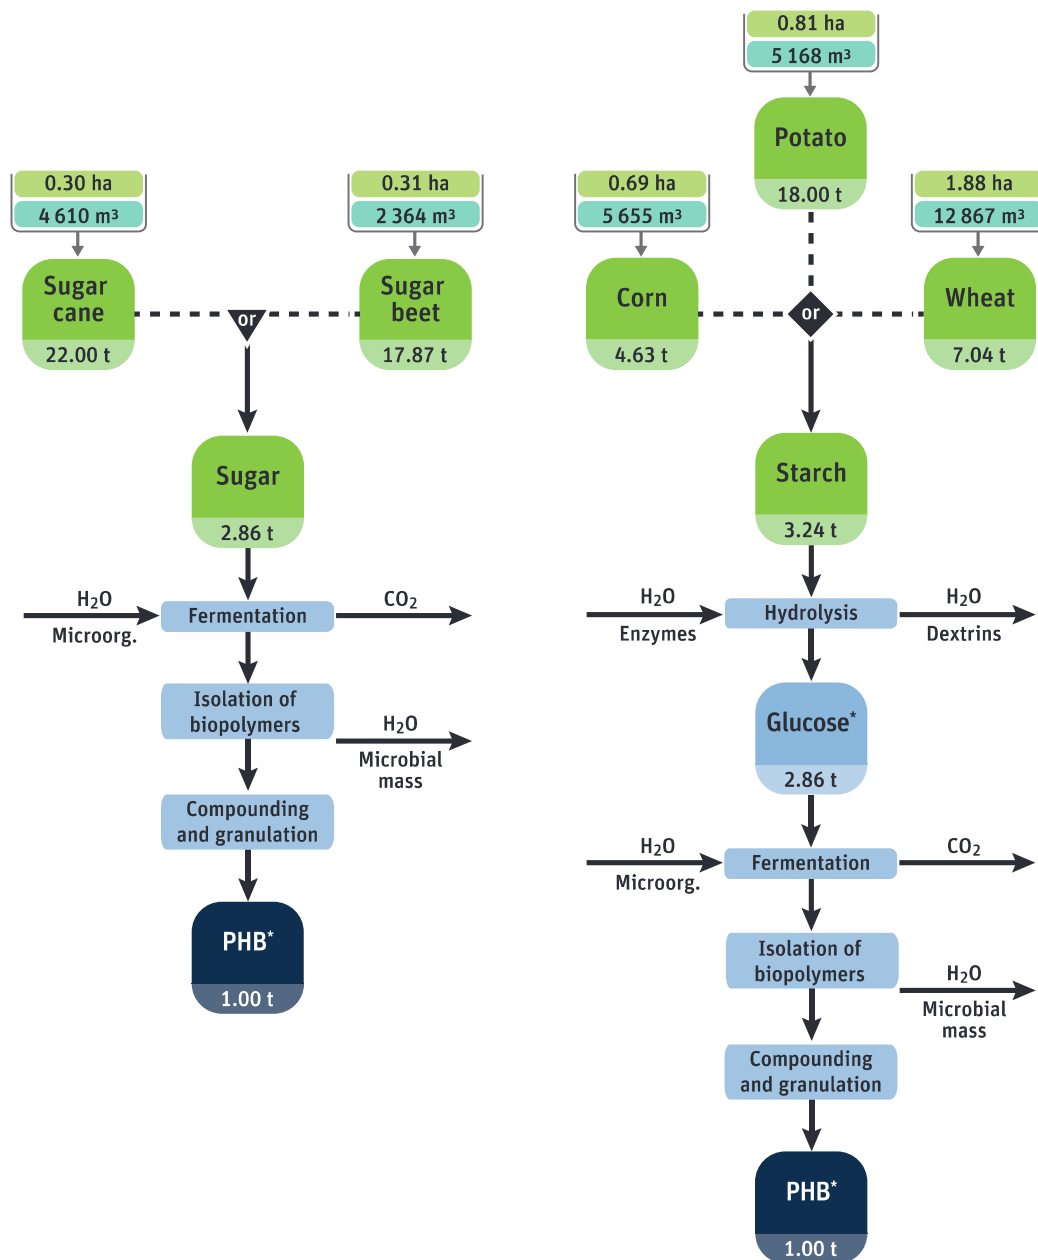 0.30 ha
4 610 m³
Sugar
cane
22.00 t
or
0.31 ha
2 364 m³
Sugar
beet
17.87 t
Sugar
2.86 t
H₂O
Microorg.
Fermentation
CO₂
Isolation of
biopolymers
H₂O
Microbial
mass
Compounding
and granulation
PHB*
1.00 t
0.81 ha
5 168 m³
Potato
18.00 t
0.69 ha
5 655 m³
Corn
4.63 t
or
1.88 ha
12 867 m³
Wheat
7.04 t
Starch
3.24 t
H₂O
Enzymes
Hydrolysis
H₂O
Dextrins
Glucose*
2.86 t
H₂O
Microorg.
Fermentation
CO₂
Isolation of
biopolymers
H₂O
Microbial
mass
Compounding
and granulation
PHB*
1.00 t